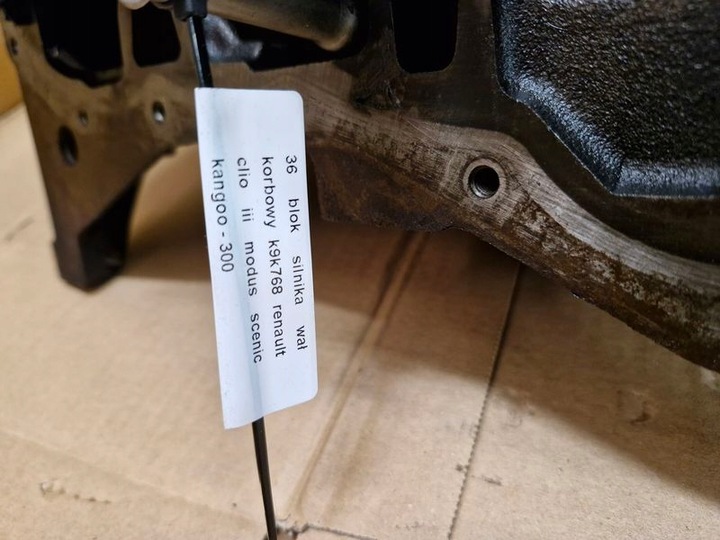 36 blok silnika wał
korbowy k9k768 renault
clio iii modus scenic
kangoo - 300